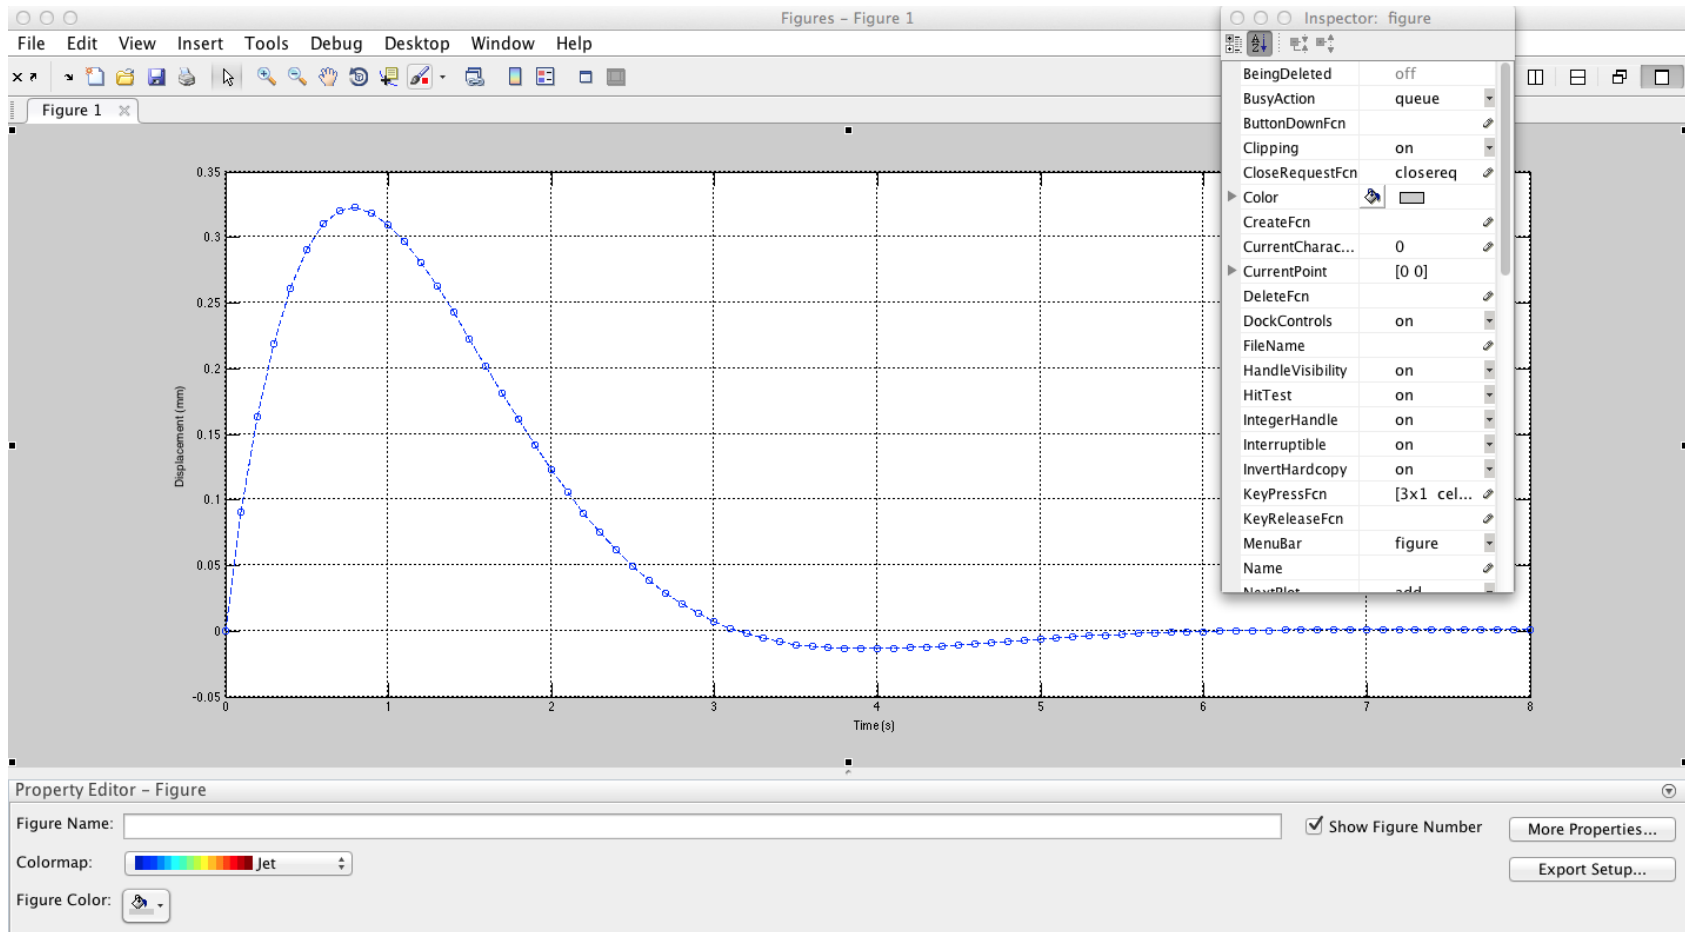 Figures – Figure 1
Inspector: figure
File Edit View Insert Tools Debug Desktop Window Help
Figure 1
BeingDeleted off
BusyAction queue
ButtonDownFcn
Clipping on
CloseRequestFcn closereq
Color
CreateFcn
CurrentCharac... 0
CurrentPoint [0 0]
DeleteFcn
DockControls on
FileName
HandleVisibility on
HitTest on
IntegerHandle on
Interruptible on
InvertHardcopy on
KeyPressFcn [3x1 cel...
KeyReleaseFcn
MenuBar figure
Name
NextPlot add
0.35
0.3
0.25
0.2
0.15
0.1
0.05
0
-0.05
Displacement (mm)
0 1 2 3 4 5 6 7 8
Time (s)
Property Editor – Figure
Figure Name:
Show Figure Number
More Properties...
Colormap: Jet
Export Setup...
Figure Color: